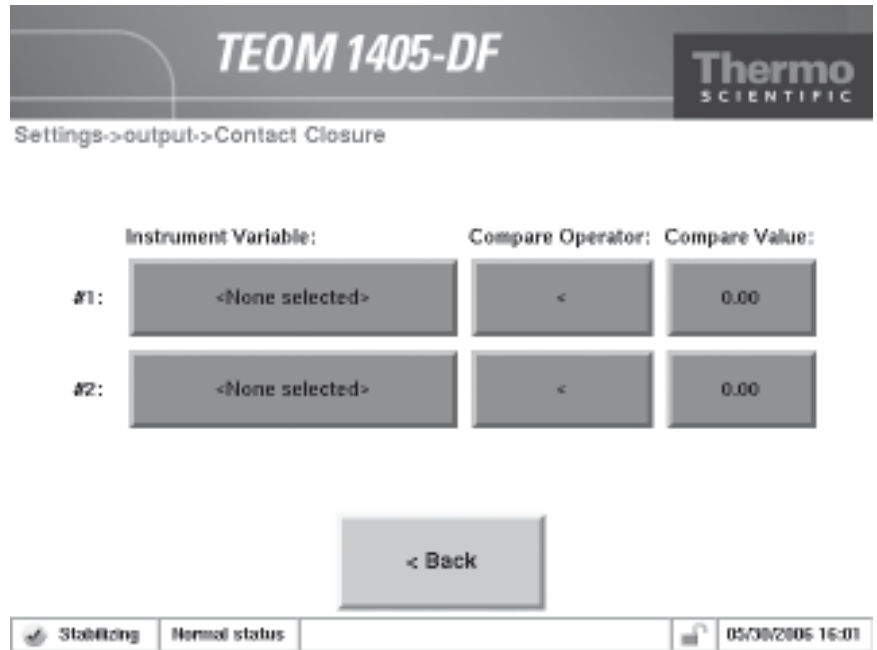 TEOM 1405-DF
Thermo
SCIENTIFIC
Settings->output->Contact Closure
Instrument Variable: Compare Operator: Compare Value:
#1: <None selected> < 0.00
#2: <None selected> < 0.00
< Back
Stabilizing Normal status 05/30/2006 16:01